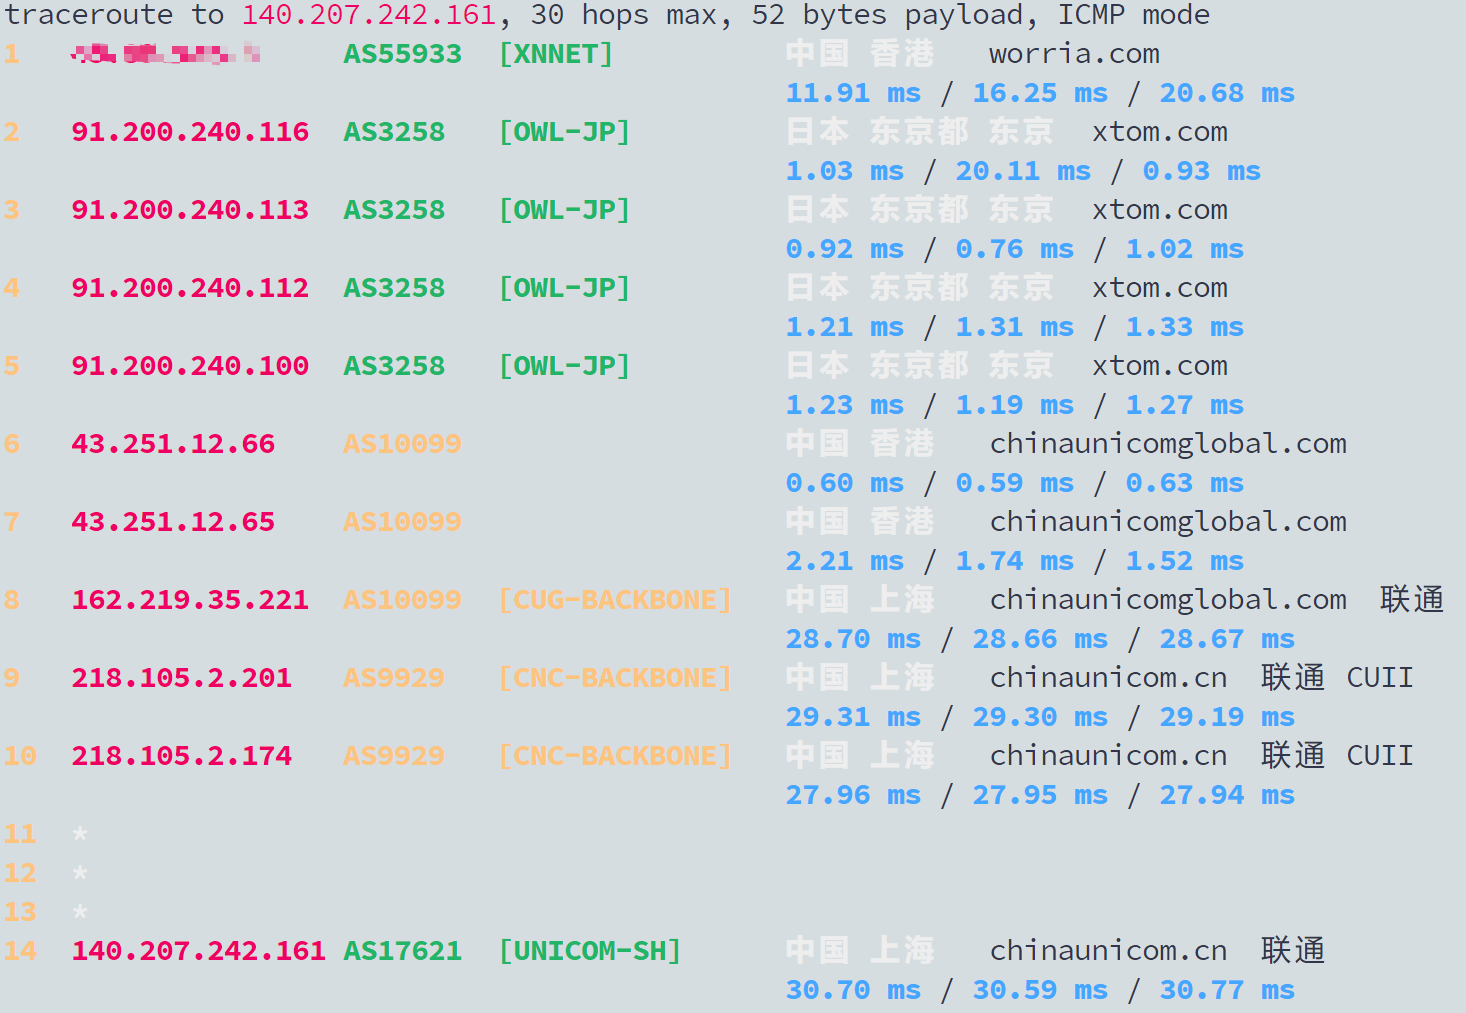 traceroute to 140.207.242.161, 30 hops max, 52 bytes payload, ICMP mode
1 AS55933 [XNNET] 中国 香港 worria.com
11.91 ms / 16.25 ms / 20.68 ms
2 91.200.240.116 AS3258 [OWL-JP] 日本 东京都 东京 xtom.com
1.03 ms / 20.11 ms / 0.93 ms
3 91.200.240.113 AS3258 [OWL-JP] 日本 东京都 东京 xtom.com
0.92 ms / 0.76 ms / 1.02 ms
4 91.200.240.112 AS3258 [OWL-JP] 日本 东京都 东京 xtom.com
1.21 ms / 1.31 ms / 1.33 ms
5 91.200.240.100 AS3258 [OWL-JP] 日本 东京都 东京 xtom.com
1.23 ms / 1.19 ms / 1.27 ms
6 43.251.12.66 AS10099 中国 香港 chinaunicomglobal.com
0.60 ms / 0.59 ms / 0.63 ms
7 43.251.12.65 AS10099 中国 香港 chinaunicomglobal.com
2.21 ms / 1.74 ms / 1.52 ms
8 162.219.35.221 AS10099 [CUG-BACKBONE] 中国 上海 chinaunicomglobal.com 联通
28.70 ms / 28.66 ms / 28.67 ms
9 218.105.2.201 AS9929 [CNC-BACKBONE] 中国 上海 chinaunicom.cn 联通 CUII
29.31 ms / 29.30 ms / 29.19 ms
10 218.105.2.174 AS9929 [CNC-BACKBONE] 中国 上海 chinaunicom.cn 联通 CUII
27.96 ms / 27.95 ms / 27.94 ms
11 *
12 *
13 *
14 140.207.242.161 AS17621 [UNICOM-SH] 中国 上海 chinaunicom.cn 联通
30.70 ms / 30.59 ms / 30.77 ms